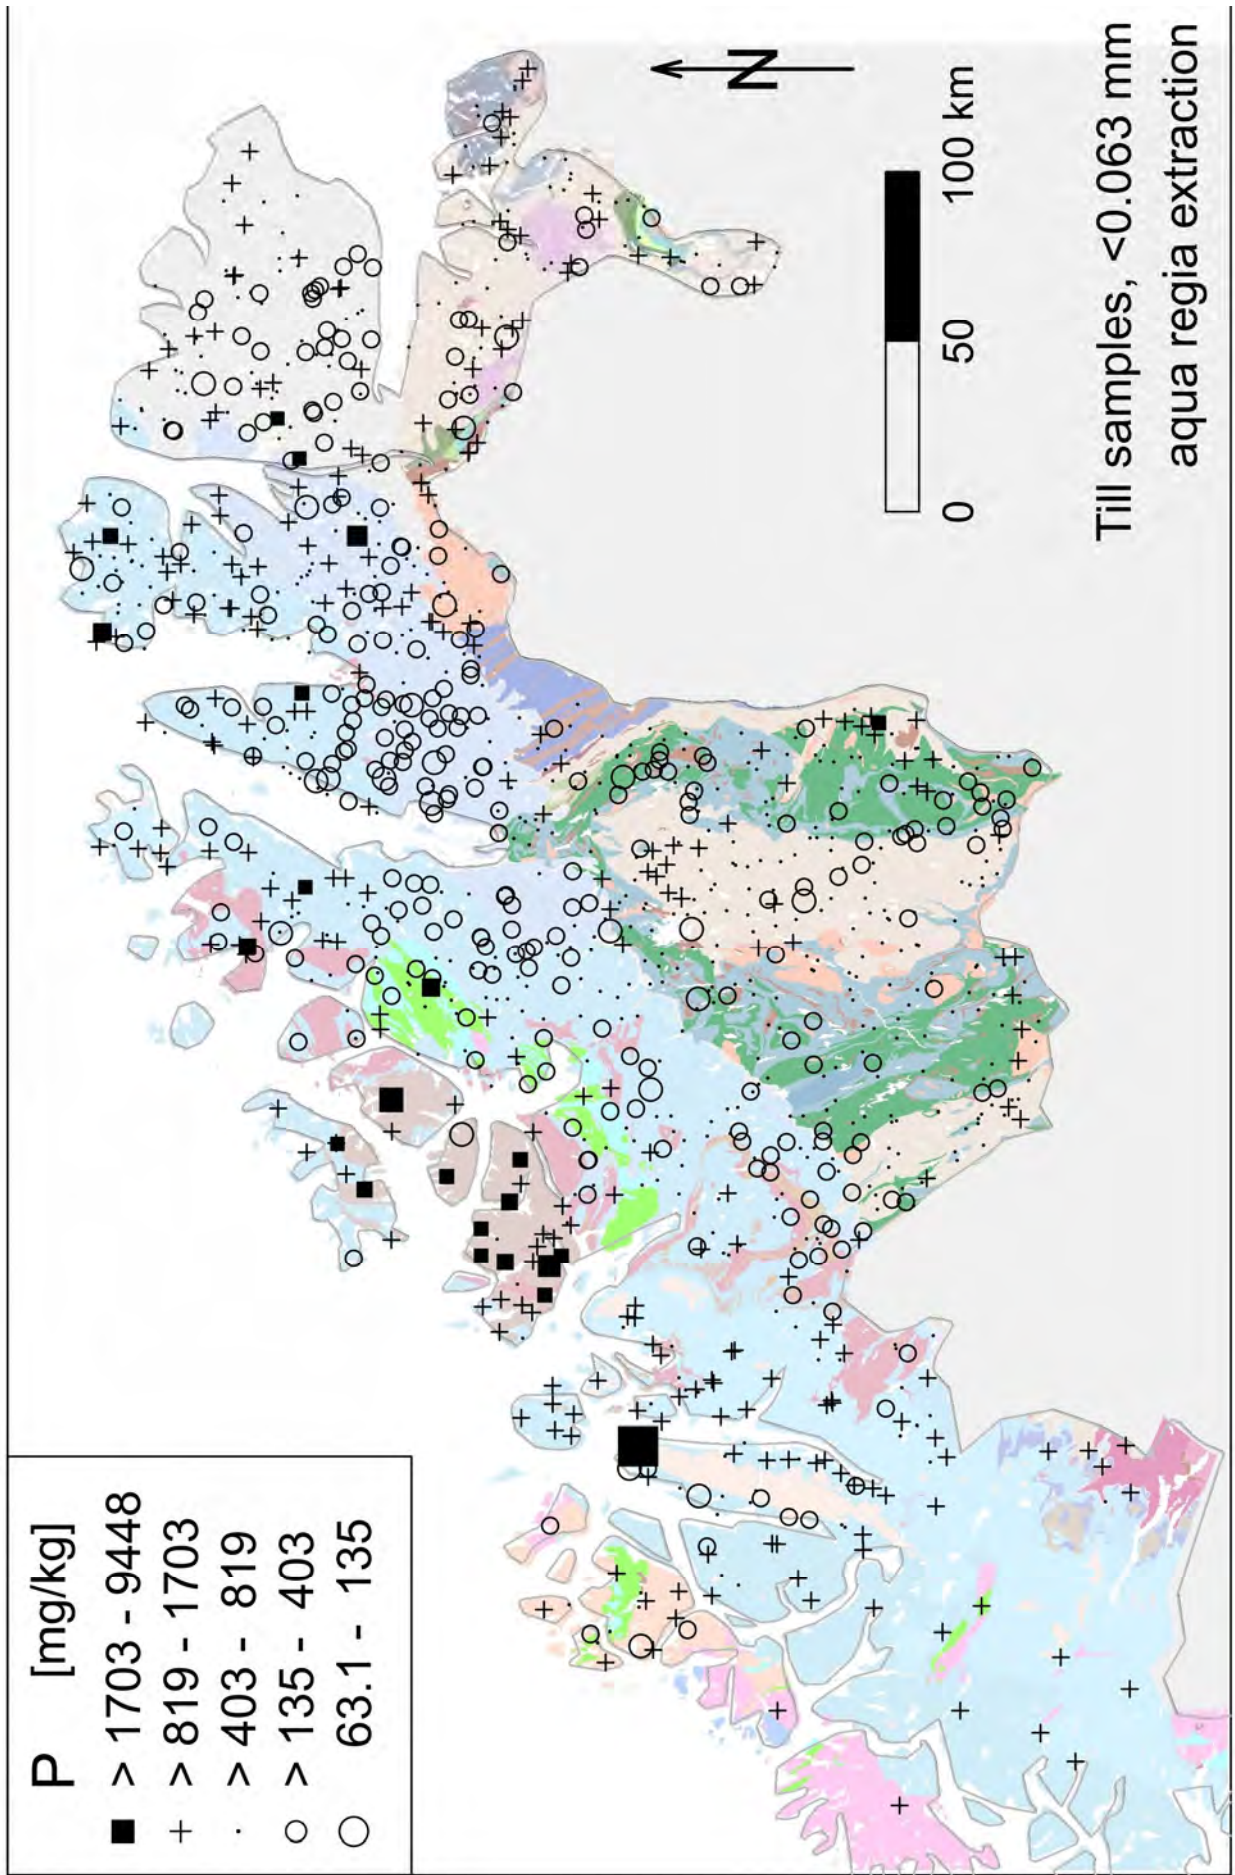 P [mg/kg]
> 1703 - 9448
> 819 - 1703
> 403 - 819
> 135 - 403
63.1 - 135
N
0 50 100 km
Till samples, <0.063 mm
aqua regia extraction